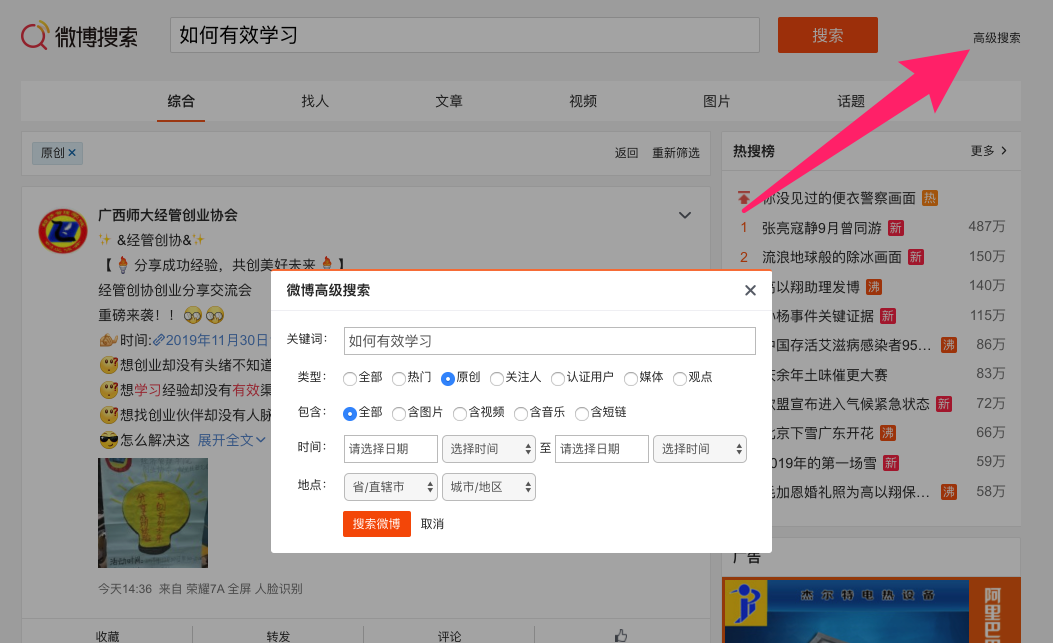 微博搜索
如何有效学习
搜索
高级搜索
综合 找人 文章 视频 图片 话题
原创 ×
返回 重新筛选
热搜榜
更多
广西师大经管创业协会
&经管创协&
【 分享成功经验，共创美好未来 】
经管创协创业分享交流会
重磅来袭！！
时间:2019年11月30日
想创业却没有头绪不知道
想学习经验却没有有效渠
想找创业伙伴却没有人脉
怎么解决这 展开全文
今天14:36 来自 荣耀7A 全屏 人脸识别
收藏 转发 评论
微博高级搜索
关键词： 如何有效学习
类型： 全部 热门 原创 关注人 认证用户 媒体 观点
包含： 全部 含图片 含视频 含音乐 含短链
时间： 请选择日期 选择时间 至 请选择日期 选择时间
地点： 省/直辖市 城市/地区
搜索微博 取消
你没见过的便衣警察画面 热
1 张亮寇静9月曾同游 新 487万
2 流浪地球般的除冰画面 新 150万
高以翔助理发博 沸 140万
小杨事件关键证据 新 115万
中国存活艾滋病感染者95... 沸 86万
庆余年土味催更大赛 83万
欧盟宣布进入气候紧急状态 新 72万
北京下雪广东开花 沸 66万
2019年的第一场雪 新 59万
毛加恩婚礼照为高以翔保... 沸 58万
广告
杰尔特电热设备
阿里巴巴